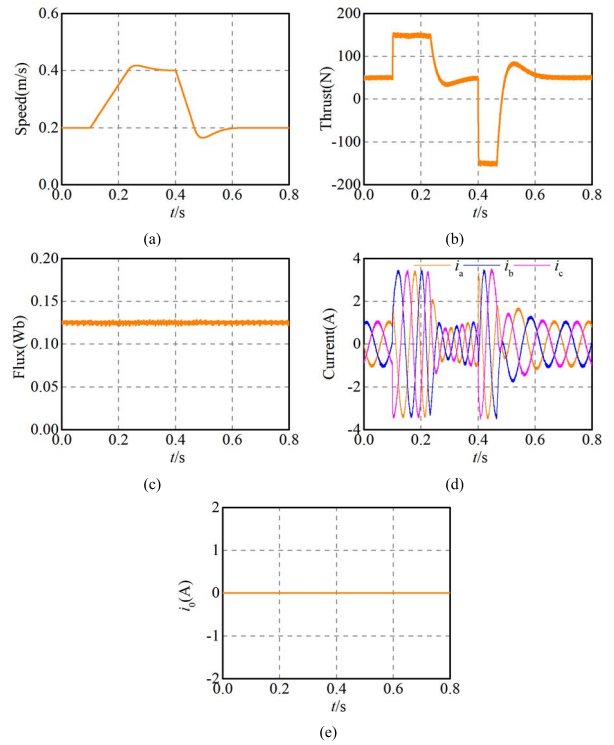 0.6
0.4
0.2
0.0
Speed(m/s)
0.0 0.2 0.4 0.6 0.8
t/s
(a)
200
100
0
-100
-200
Thrust(N)
0.0 0.2 0.4 0.6 0.8
t/s
(b)
0.20
0.15
0.10
0.05
0.00
Flux(Wb)
0.0 0.2 0.4 0.6 0.8
t/s
(c)
4
2
0
-2
-4
Current(A)
ia ib ic
0.0 0.2 0.4 0.6 0.8
t/s
(d)
2
1
0
-1
-2
i0(A)
0.0 0.2 0.4 0.6 0.8
t/s
(e)